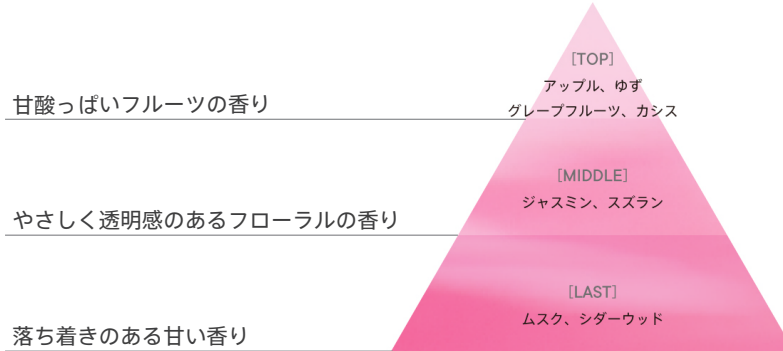 [TOP]
アップル、ゆず
甘酸っぱいフルーツの香り
グレープフルーツ、カシス
[MIDDLE]
ジャスミン、スズラン
やさしく透明感のあるフローラルの香り
[LAST]
ムスク、シダーウッド
落ち着きのある甘い香り